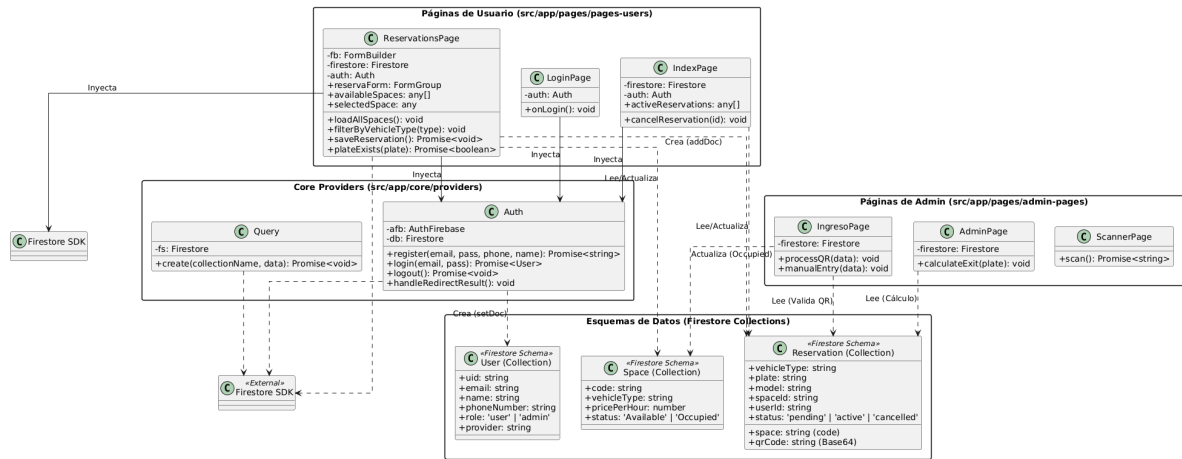 Páginas de Usuario (src/app/pages/pages-users)
C ReservationsPage
-fb: FormBuilder
-firestore: Firestore
-auth: Auth
+reservaForm: FormGroup
+availableSpaces: any[]
+selectedSpace: any
+loadAllSpaces(): void
+filterByVehicleType(type): void
+saveReservation(): Promise<void>
+plateExists(plate): Promise<boolean>
C LoginPage
-auth: Auth
+onLogin(): void
C IndexPage
-firestore: Firestore
-auth: Auth
+activeReservations: any[]
+cancelReservation(id): void
Inyecta
Crea (addDoc)
Inyecta
Inyecta
Inyecta
Lee/Actualiza
Core Providers (src/app/core/providers)
C Query
-fs: Firestore
+create(collectionName, data): Promise<void>
C Auth
-afb: AuthFirebase
-db: Firestore
+register(email, pass, phone, name): Promise<string>
+login(email, pass): Promise<User>
+logout(): Promise<void>
+handleRedirectResult(): void
C Firestore SDK
Lee/Actualiza
Actualiza (Occupied)
Páginas de Admin (src/app/pages/admin-pages)
C IngresoPage
-firestore: Firestore
+processQR(data): void
+manualEntry(data): void
C AdminPage
-firestore: Firestore
+calculateExit(plate): void
C ScannerPage
+scan(): Promise<string>
Lee (Valida QR)
Lee (Cálculo)
Crea (setDoc)
Esquemas de Datos (Firestore Collections)
C «Firestore Schema»
User (Collection)
+uid: string
+email: string
+name: string
+phoneNumber: string
+role: 'user' | 'admin'
+provider: string
C «Firestore Schema»
Space (Collection)
+code: string
+vehicleType: string
+pricePerHour: number
+status: 'Available' | 'Occupied'
C «Firestore Schema»
Reservation (Collection)
+vehicleType: string
+plate: string
+model: string
+spaceId: string
+userId: string
+status: 'pending' | 'active' | 'cancelled'
+space: string (code)
+qrCode: string (Base64)
C «External»
Firestore SDK